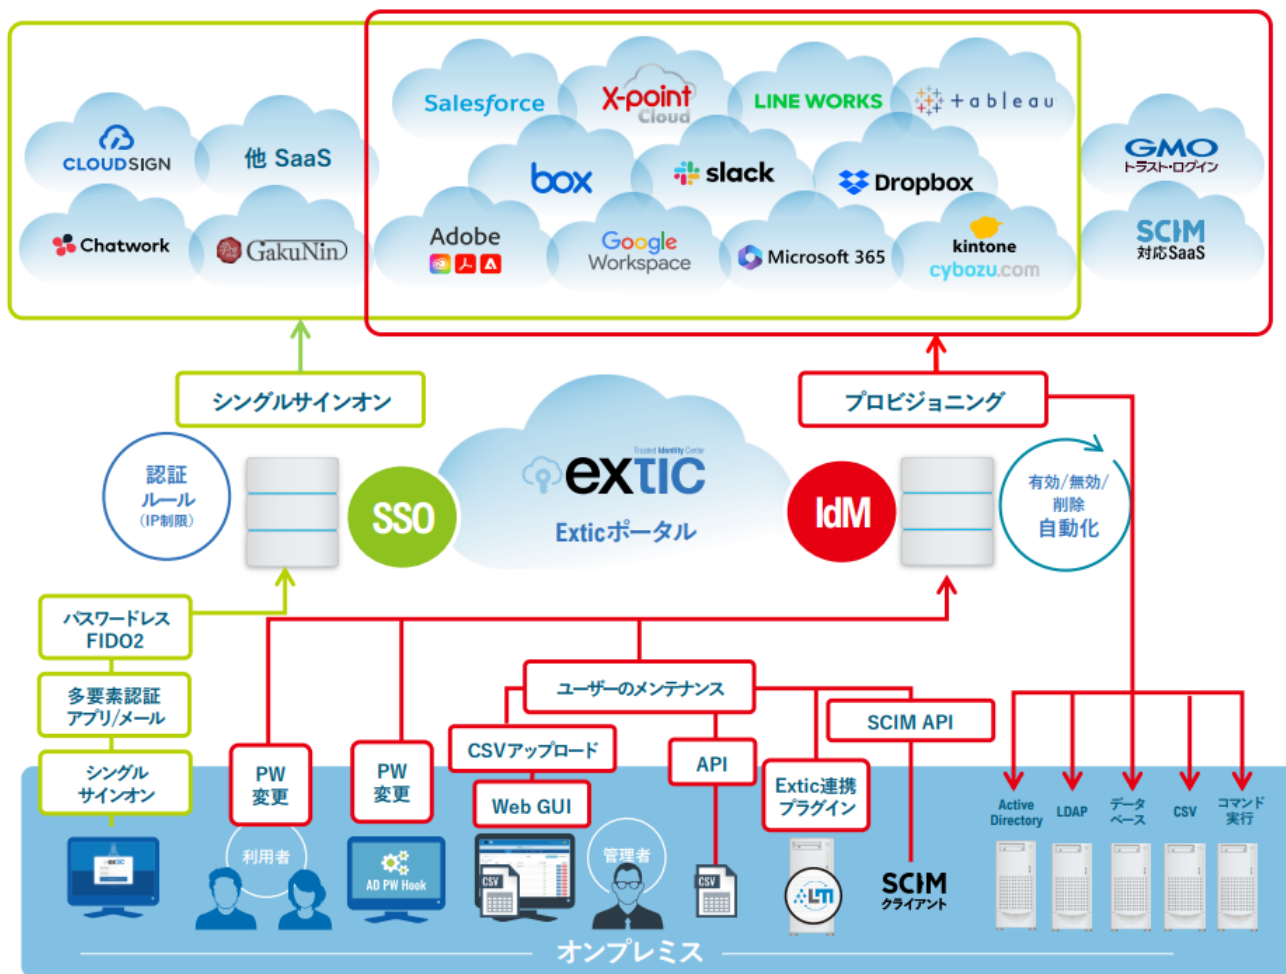 Salesforce
X-point
Cloud
LINE WORKS
+ a b l e a u
CLOUDSIGN
他 SaaS
box
slack
Dropbox
GMO
トラスト・ログイン
Chatwork
GakuNin
Adobe
Google
Workspace
Microsoft 365
kintone
cybozu.com
SCIM
対応SaaS
シングルサインオン
プロビジョニング
認証
ルール
(IP制限)
SSO
Trusted Identity Center
extic
Exticポータル
IdM
有効/無効/
削除
自動化
パスワードレス
FIDO2
多要素認証
アプリ/メール
シングル
サインオン
PW
変更
PW
変更
ユーザーのメンテナンス
CSVアップロード
Web GUI
API
SCIM API
Extic連携
プラグイン
Active
Directory
LDAP
データ
ベース
CSV
コマンド
実行
extic
利用者
AD PW Hook
CSV
管理者
CSV
LTI
SCIM
クライアント
オンプレミス